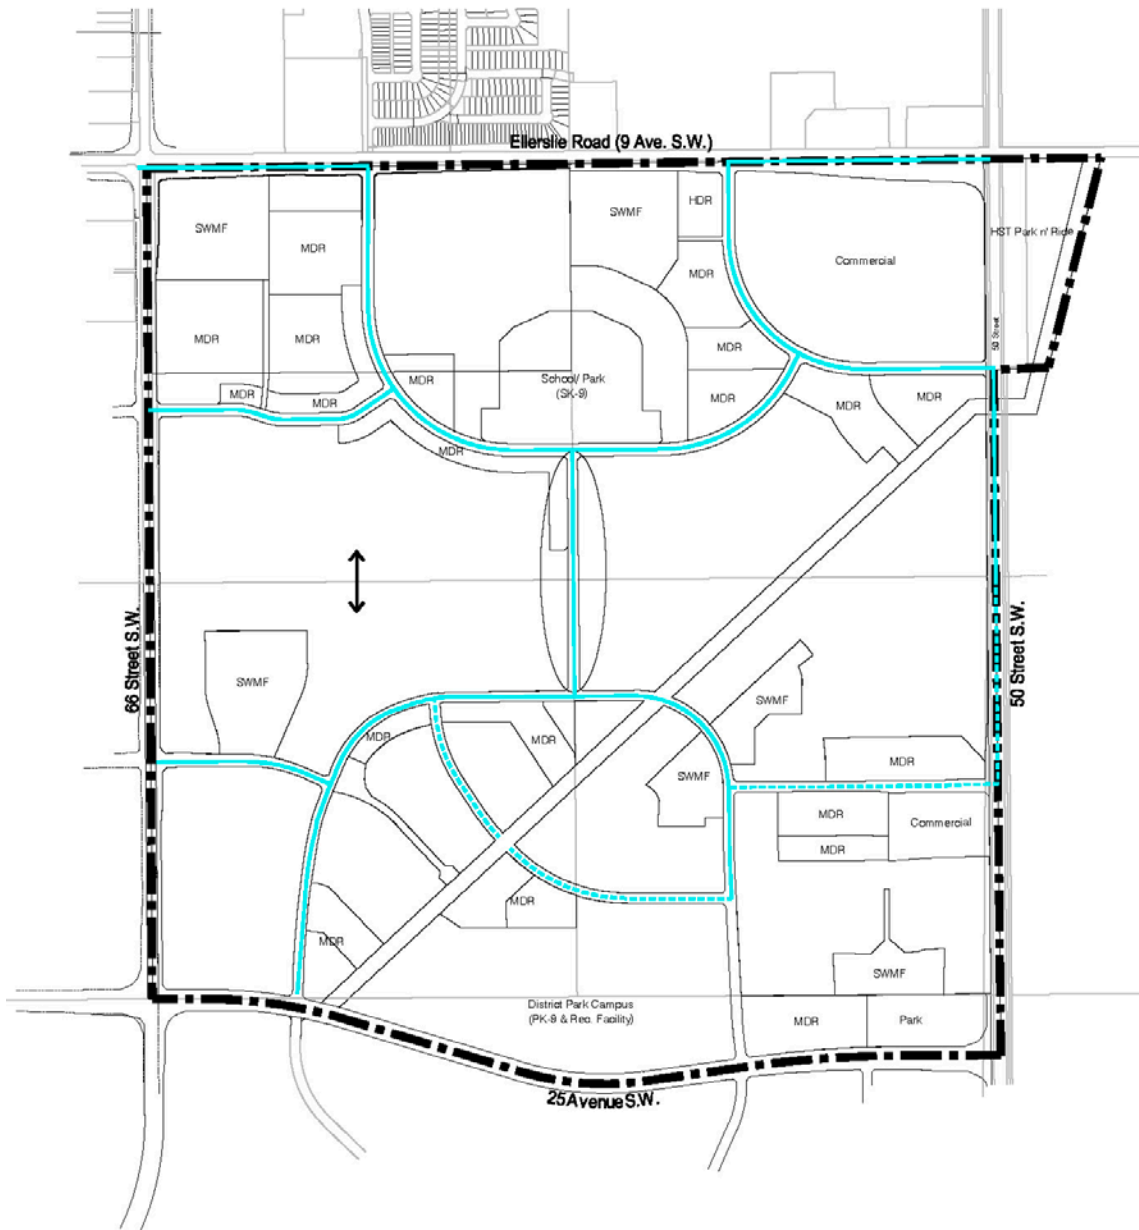 Ellerslie Road (9 Ave. S.W.)
SWMF
MDR
SWMF
HDR
HST Park n' Ride
Commercial
MDR
MDR
MDR
MDR
50 Street
MDR
School/ Park
(SK-9)
MDR
MDR
MDR
MDR
MDR
MDR
MDR
66 Street S.W.
50 Street S.W.
SWMF
SWMF
MDR
MDR
MDR
SWMF
MDR
Commercial
MDR
MDR
MDR
SWMF
District Park Campus
(PK-9 & Rec. Facility)
MDR
Park
25 Avenue S.W.